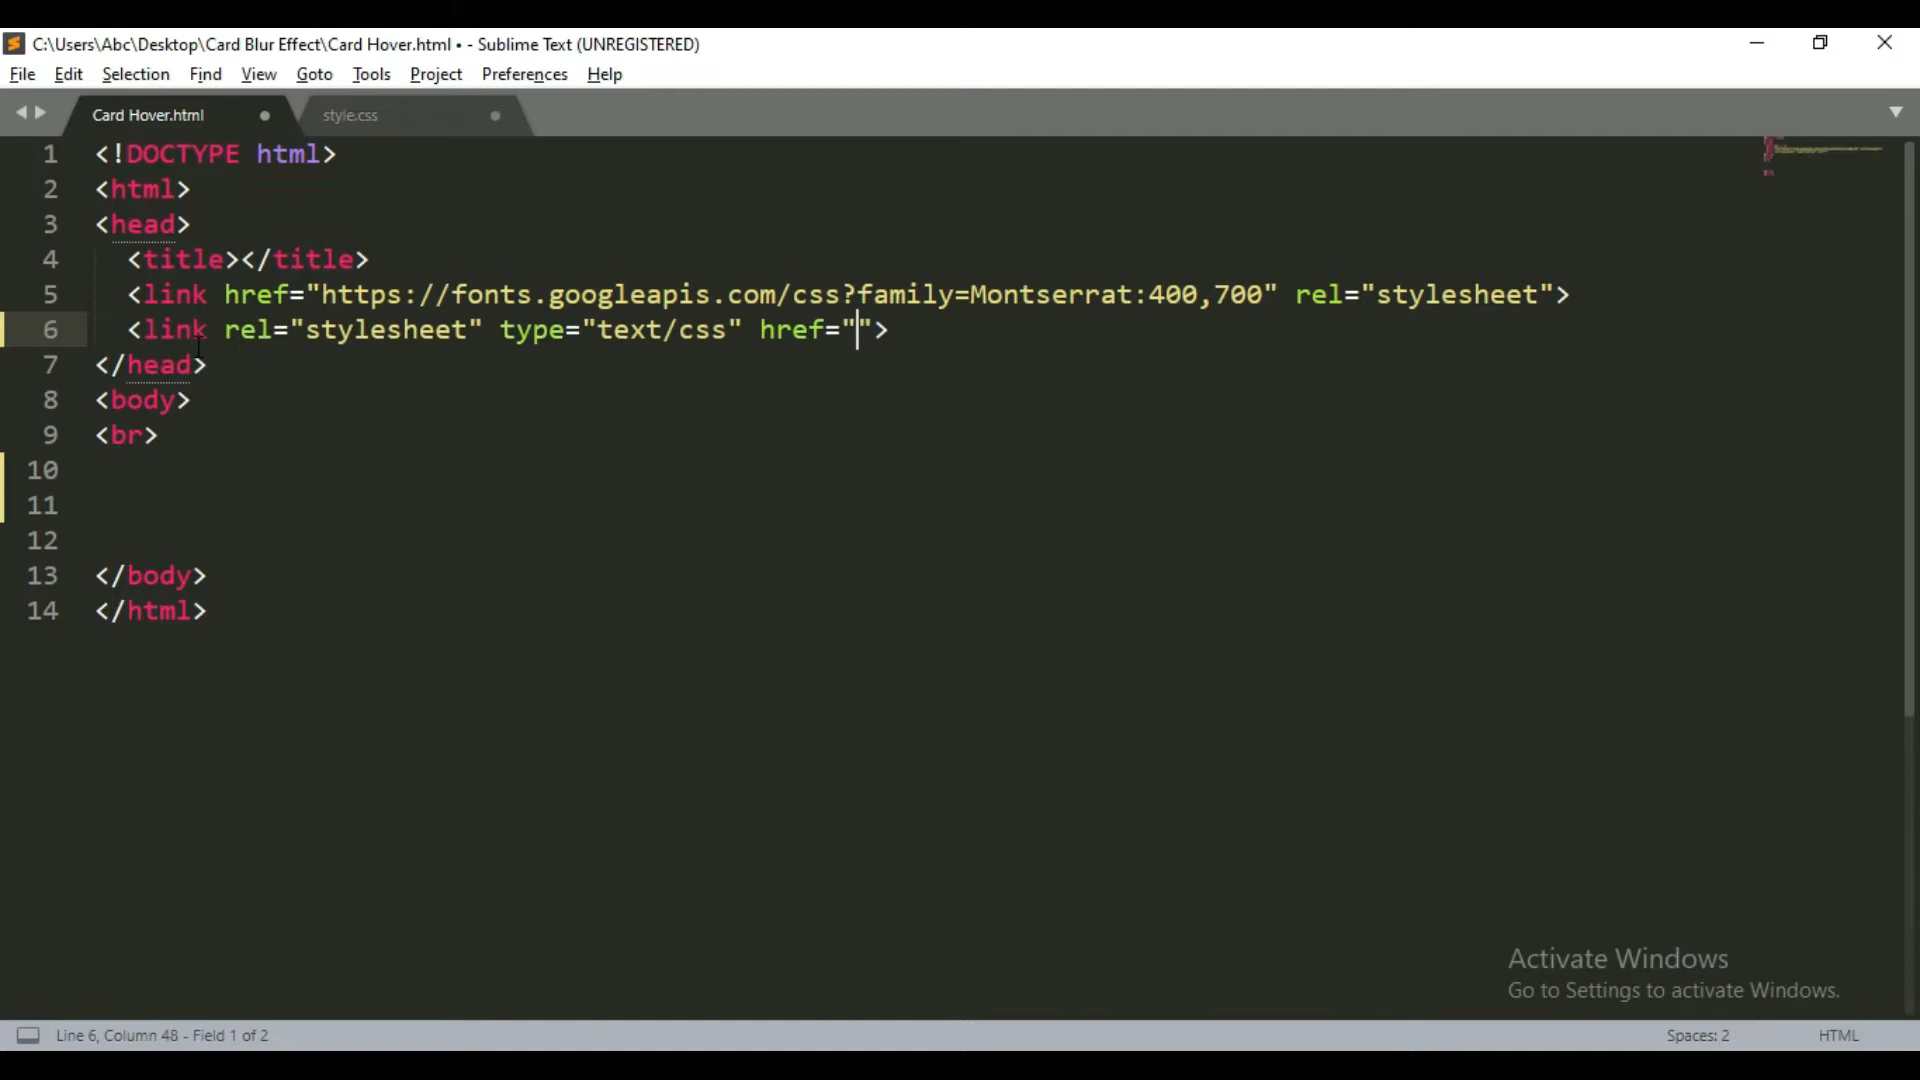 C:\Users\Abc\Desktop\Card Blur Effect\Card Hover.html • - Sublime Text (UNREGISTERED)
File Edit Selection Find View Goto Tools Project Preferences Help
Card Hover.html style.css
1 <!DOCTYPE html>
2 <html>
3 <head>
4 <title></title>
5 <link href="https://fonts.googleapis.com/css?family=Montserrat:400,700" rel="stylesheet">
6 <link rel="stylesheet" type="text/css" href="">
7 </head>
8 <body>
9 <br>
10
11
12
13 </body>
14 </html>
Activate Windows
Go to Settings to activate Windows.
Line 6, Column 48 - Field 1 of 2 Spaces: 2 HTML